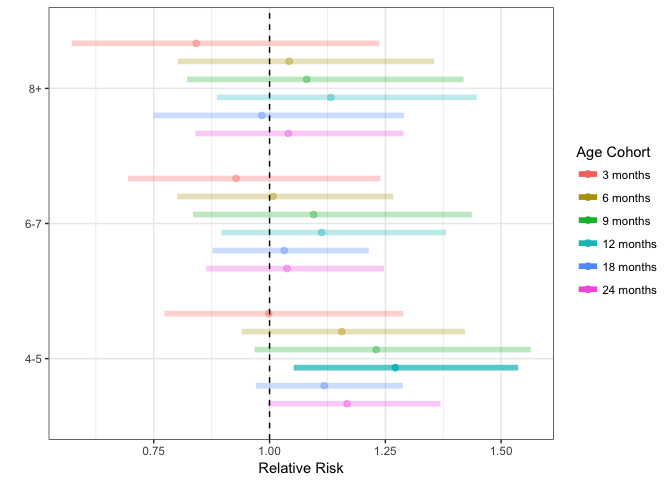 8+
6-7
4-5
0.75
1.00
1.25
1.50
Relative Risk
Age Cohort
3 months
6 months
9 months
12 months
18 months
24 months